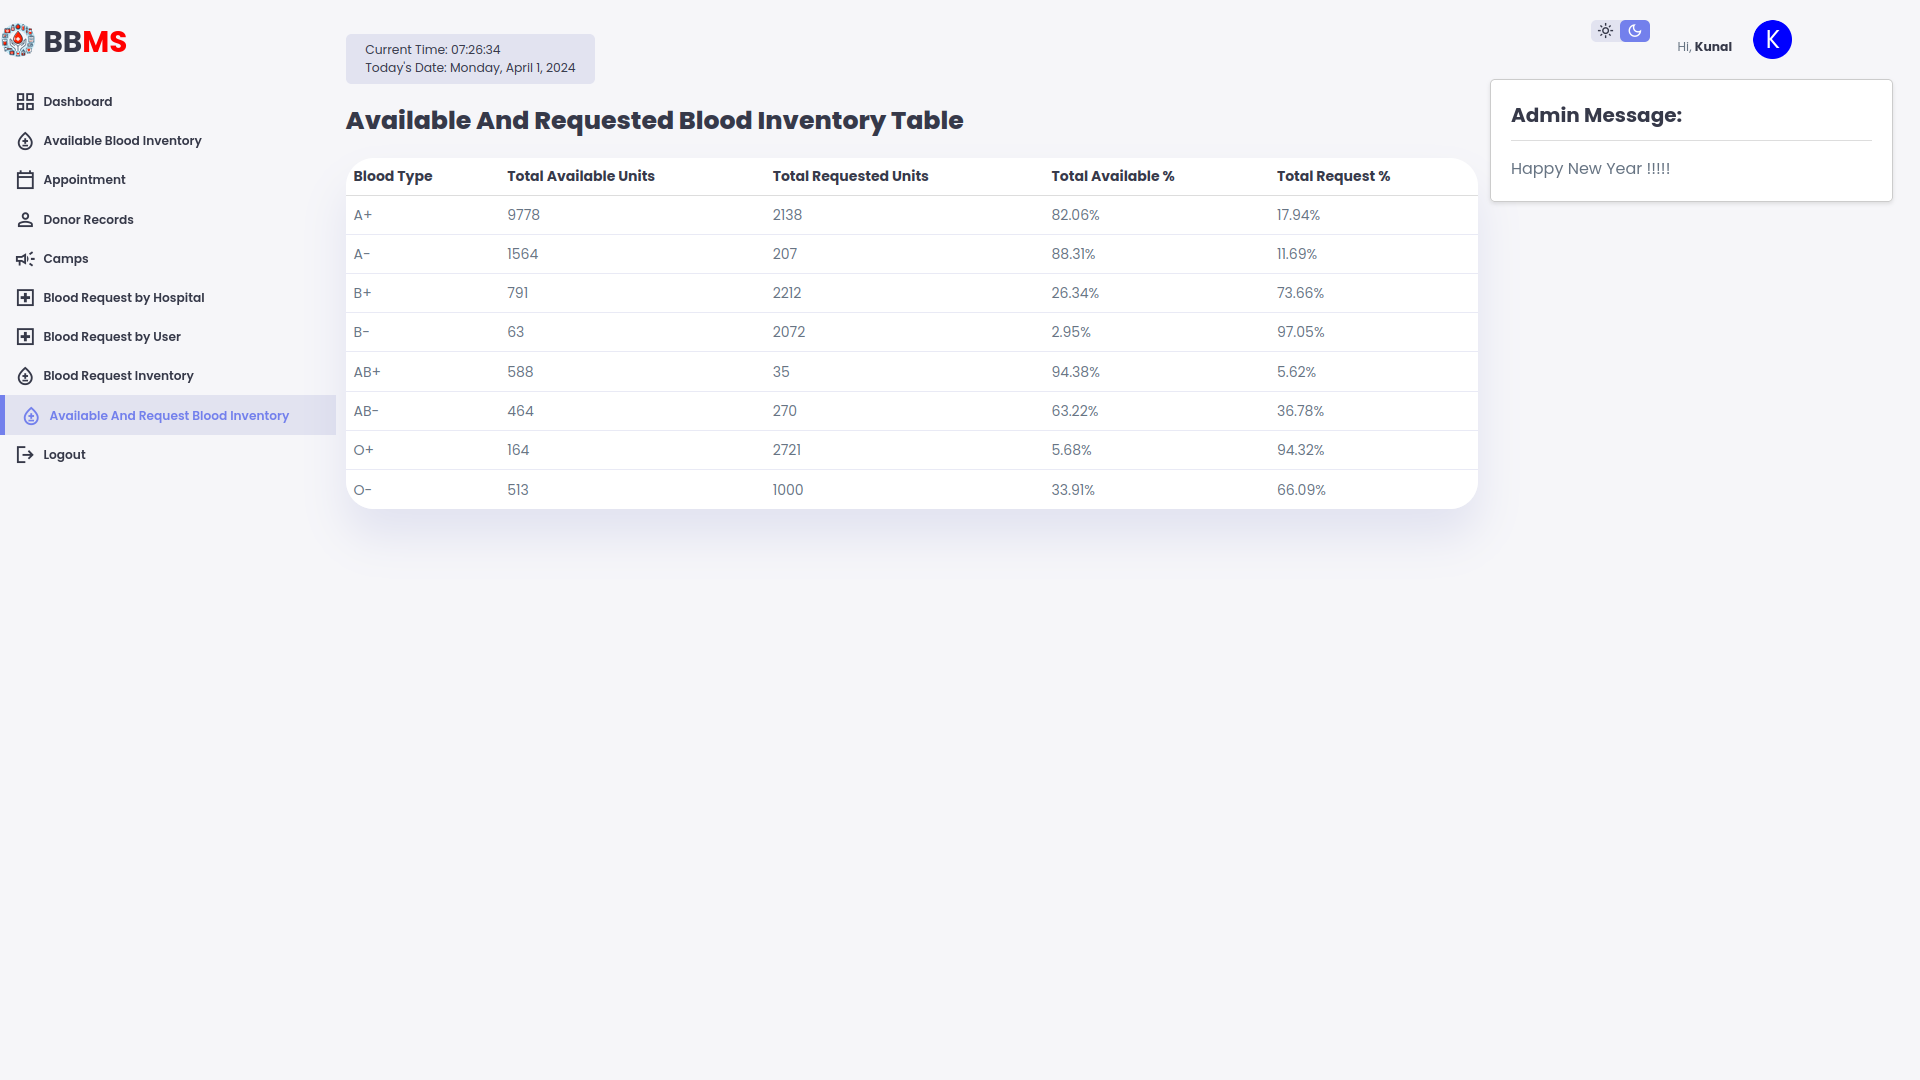 BBMS
Dashboard
Available Blood Inventory
Appointment
Donor Records
Camps
Blood Request by Hospital
Blood Request by User
Blood Request Inventory
Available And Request Blood Inventory
Logout
Current Time: 07:26:34
Today's Date: Monday, April 1, 2024
Available And Requested Blood Inventory Table
Blood Type Total Available Units Total Requested Units Total Available % Total Request %
A+ 9778 2138 82.06% 17.94%
A- 1564 207 88.31% 11.69%
B+ 791 2212 26.34% 73.66%
B- 63 2072 2.95% 97.05%
AB+ 588 35 94.38% 5.62%
AB- 464 270 63.22% 36.78%
O+ 164 2721 5.68% 94.32%
O- 513 1000 33.91% 66.09%
Hi, Kunal
K
Admin Message:
Happy New Year !!!!!